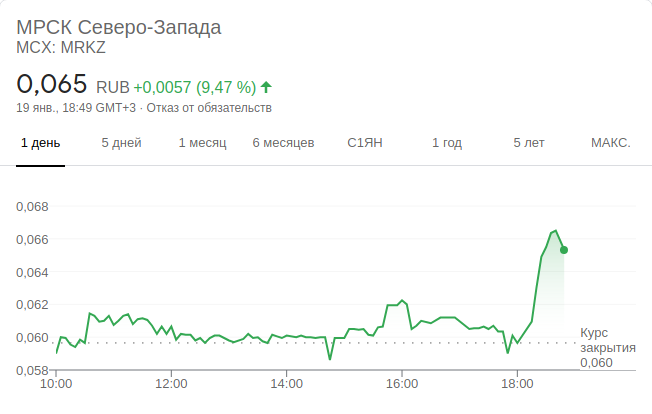 МРСК Северо-Запада
MCX: MRKZ
0,065 RUB +0,0057 (9,47 %)
19 янв., 18:49 GMT+3 · Отказ от обязательств
1 день 5 дней 1 месяц 6 месяцев С1ЯН 1 год 5 лет МАКС.
0,068
0,066
0,064
0,062
0,060
0,058
Курс
закрытия
0,060
10:00 12:00 14:00 16:00 18:00